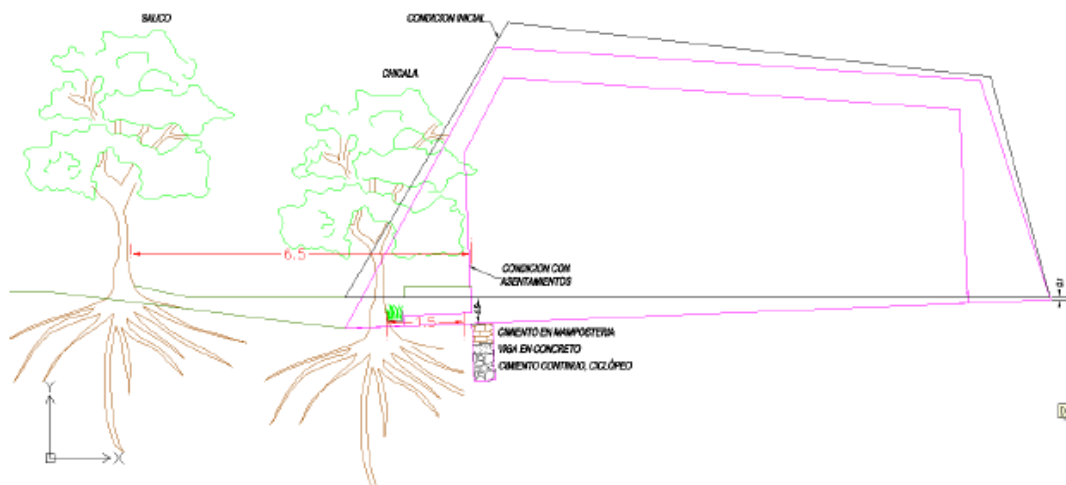 SAUCO
CONDICION INICIAL
CHICALA
6.5
CONDICION CON
ASENTAMIENTOS
1.5
CIMIENTO EN MAMPOSTERIA
VIGA EN CONCRETO
CIMIENTO CONTINUO, CICLÓPEO
Y
X